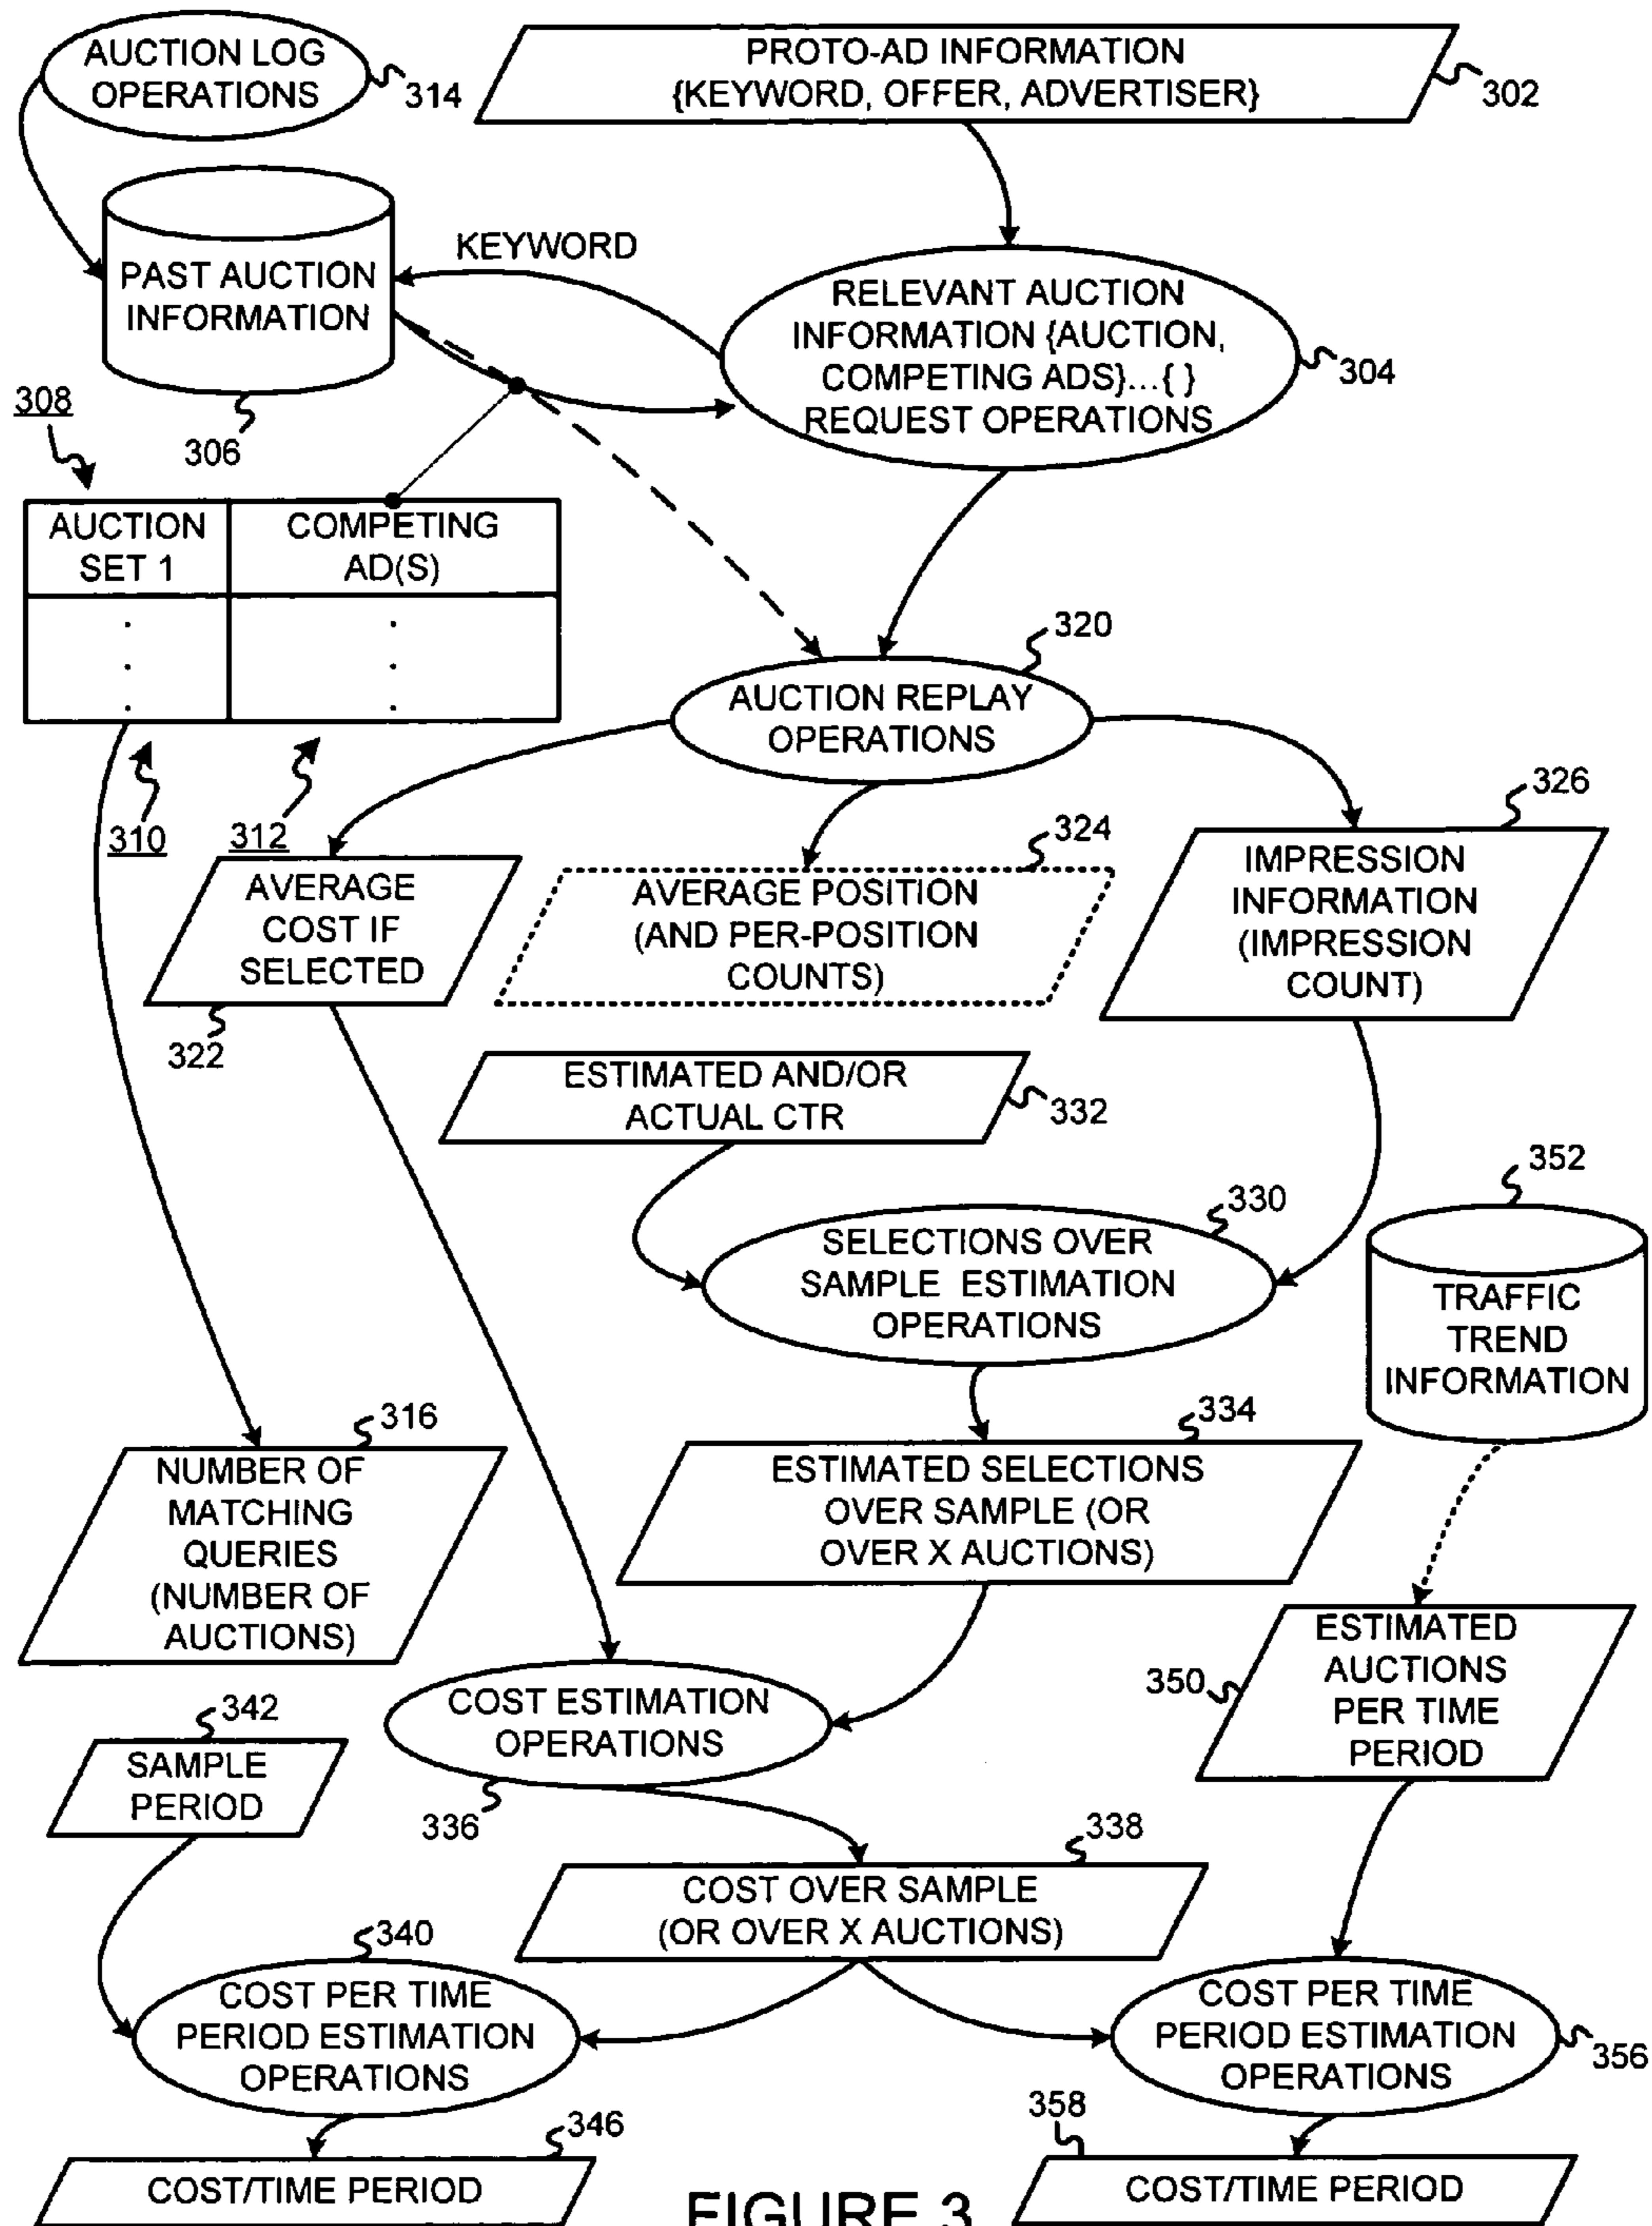 AUCTION LOG
OPERATIONS
314
PROTO-AD INFORMATION
{KEYWORD, OFFER, ADVERTISER}
302
PAST AUCTION
INFORMATION
306
KEYWORD
RELEVANT AUCTION
INFORMATION {AUCTION,
COMPETING ADS}...{ }
REQUEST OPERATIONS
304
308
AUCTION
SET 1
COMPETING
AD(S)
.
.
.
.
.
.
310
312
320
AUCTION REPLAY
OPERATIONS
AVERAGE
COST IF
SELECTED
322
324
AVERAGE POSITION
(AND PER-POSITION
COUNTS)
326
IMPRESSION
INFORMATION
(IMPRESSION
COUNT)
ESTIMATED AND/OR
ACTUAL CTR
332
330
SELECTIONS OVER
SAMPLE ESTIMATION
OPERATIONS
352
TRAFFIC
TREND
INFORMATION
316
NUMBER OF
MATCHING
QUERIES
(NUMBER OF
AUCTIONS)
334
ESTIMATED SELECTIONS
OVER SAMPLE (OR
OVER X AUCTIONS)
350
ESTIMATED
AUCTIONS
PER TIME
PERIOD
COST ESTIMATION
OPERATIONS
336
342
SAMPLE
PERIOD
338
COST OVER SAMPLE
(OR OVER X AUCTIONS)
340
COST PER TIME
PERIOD ESTIMATION
OPERATIONS
COST PER TIME
PERIOD ESTIMATION
OPERATIONS
356
346
COST/TIME PERIOD
358
COST/TIME PERIOD
FIGURE 3